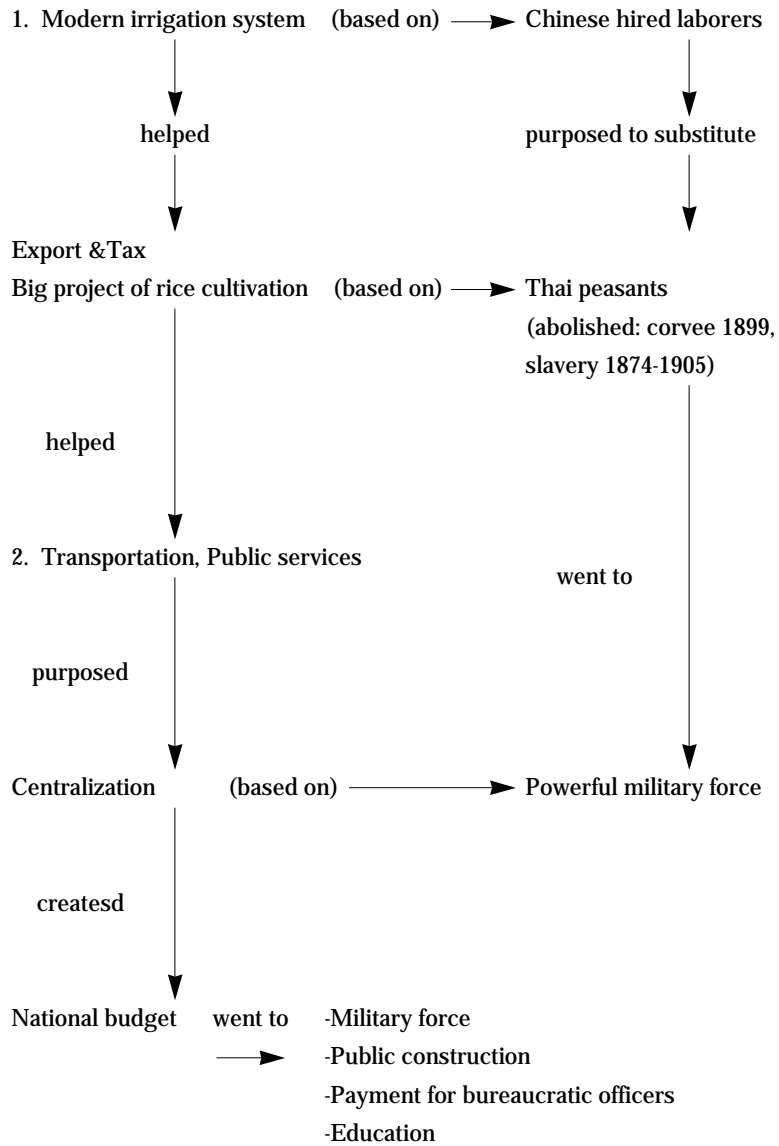 1. Modern irrigation system (based on) Chinese hired laborers
helped purposed to substitute
Export &Tax
Big project of rice cultivation (based on) Thai peasants
(abolished: corvee 1899,
slavery 1874-1905)
helped
2. Transportation, Public services
went to
purposed
Centralization (based on) Powerful military force
createsd
National budget went to -Military force
-Public construction
-Payment for bureaucratic officers
-Education